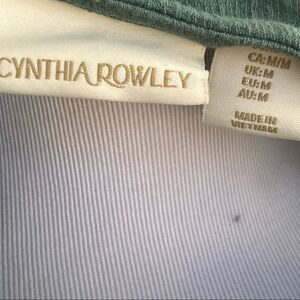 CYNTHIA ROWLEY
CA:M/M
UK:M
EU:M
AU:M
MADE IN
VIETNAM